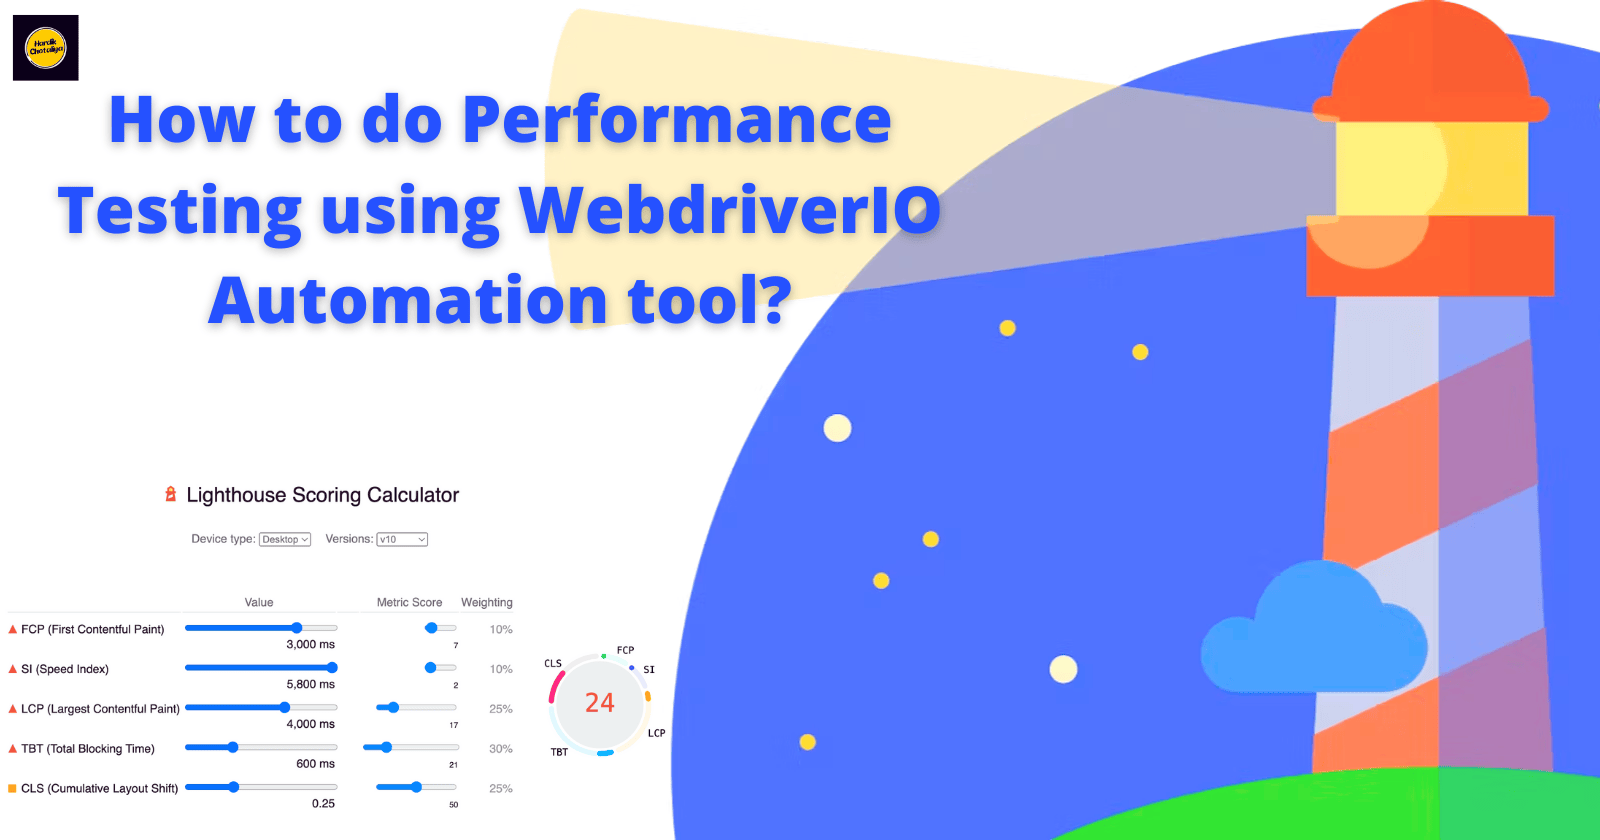 Hardik
Chotaliya
How to do Performance
Testing using WebdriverIO
Automation tool?
Lighthouse Scoring Calculator
Device type: Desktop Versions: v10
Value Metric Score Weighting
FCP (First Contentful Paint) 10%
3,000 ms 7
SI (Speed Index) 10%
5,800 ms 2
LCP (Largest Contentful Paint) 25%
4,000 ms 17
TBT (Total Blocking Time) 30%
600 ms 21
CLS (Cumulative Layout Shift) 25%
0.25 50
FCP
CLS
SI
24
LCP
TBT